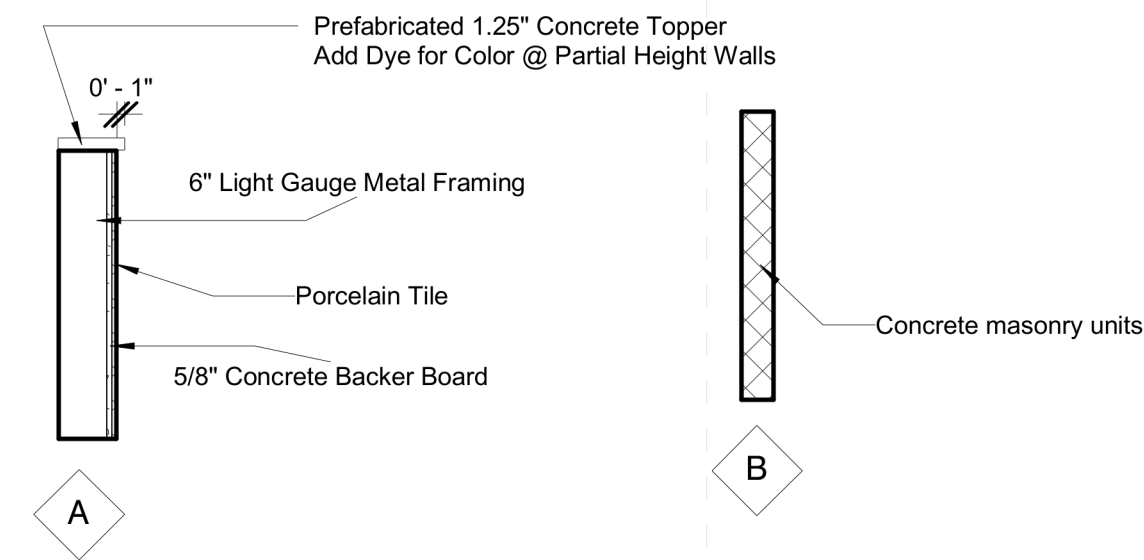 Prefabricated 1.25" Concrete Topper
Add Dye for Color @ Partial Height Walls
0' - 1"
6" Light Gauge Metal Framing
Porcelain Tile
Concrete masonry units
5/8" Concrete Backer Board
A
B